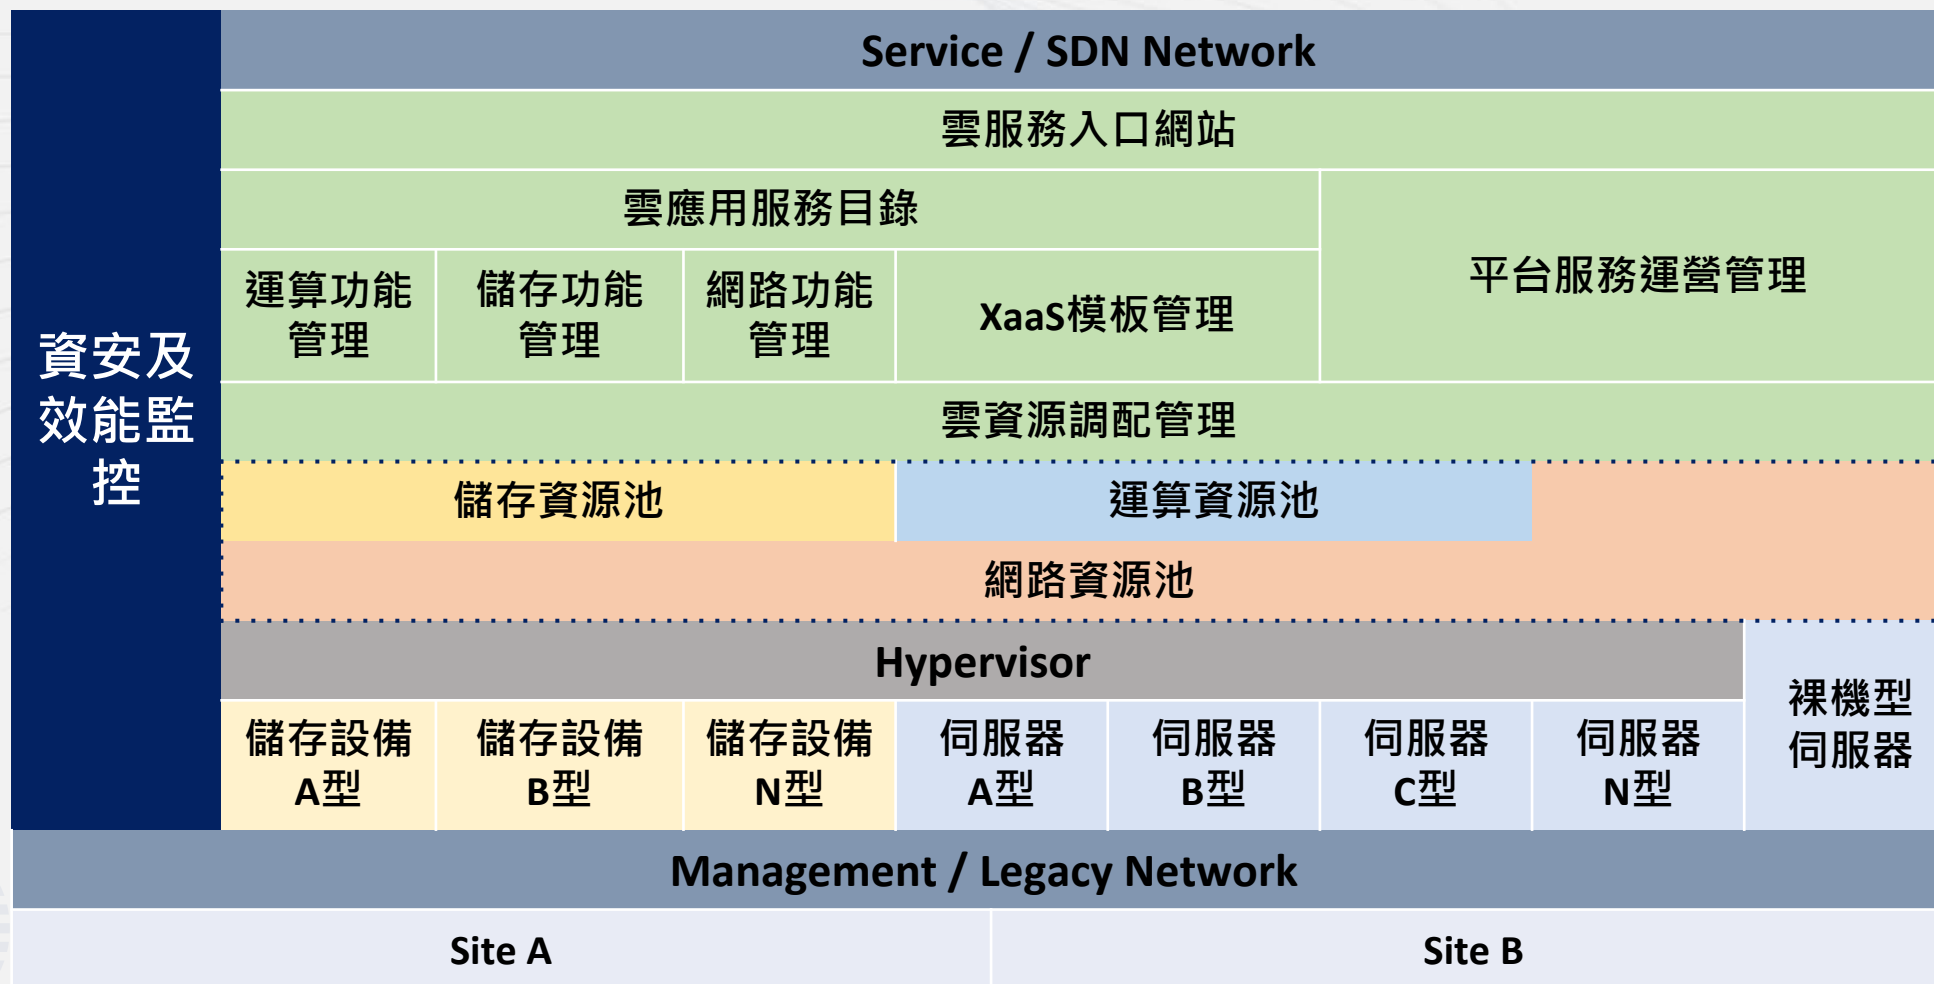 Service / SDN Network
雲服務入口網站
雲應用服務目錄
平台服務運營管理
運算功能
管理
儲存功能
管理
網路功能
管理
XaaS模板管理
資安及
效能監
控
雲資源調配管理
儲存資源池
運算資源池
網路資源池
Hypervisor
裸機型
伺服器
儲存設備
A型
儲存設備
B型
儲存設備
N型
伺服器
A型
伺服器
B型
伺服器
C型
伺服器
N型
Management / Legacy Network
Site A
Site B